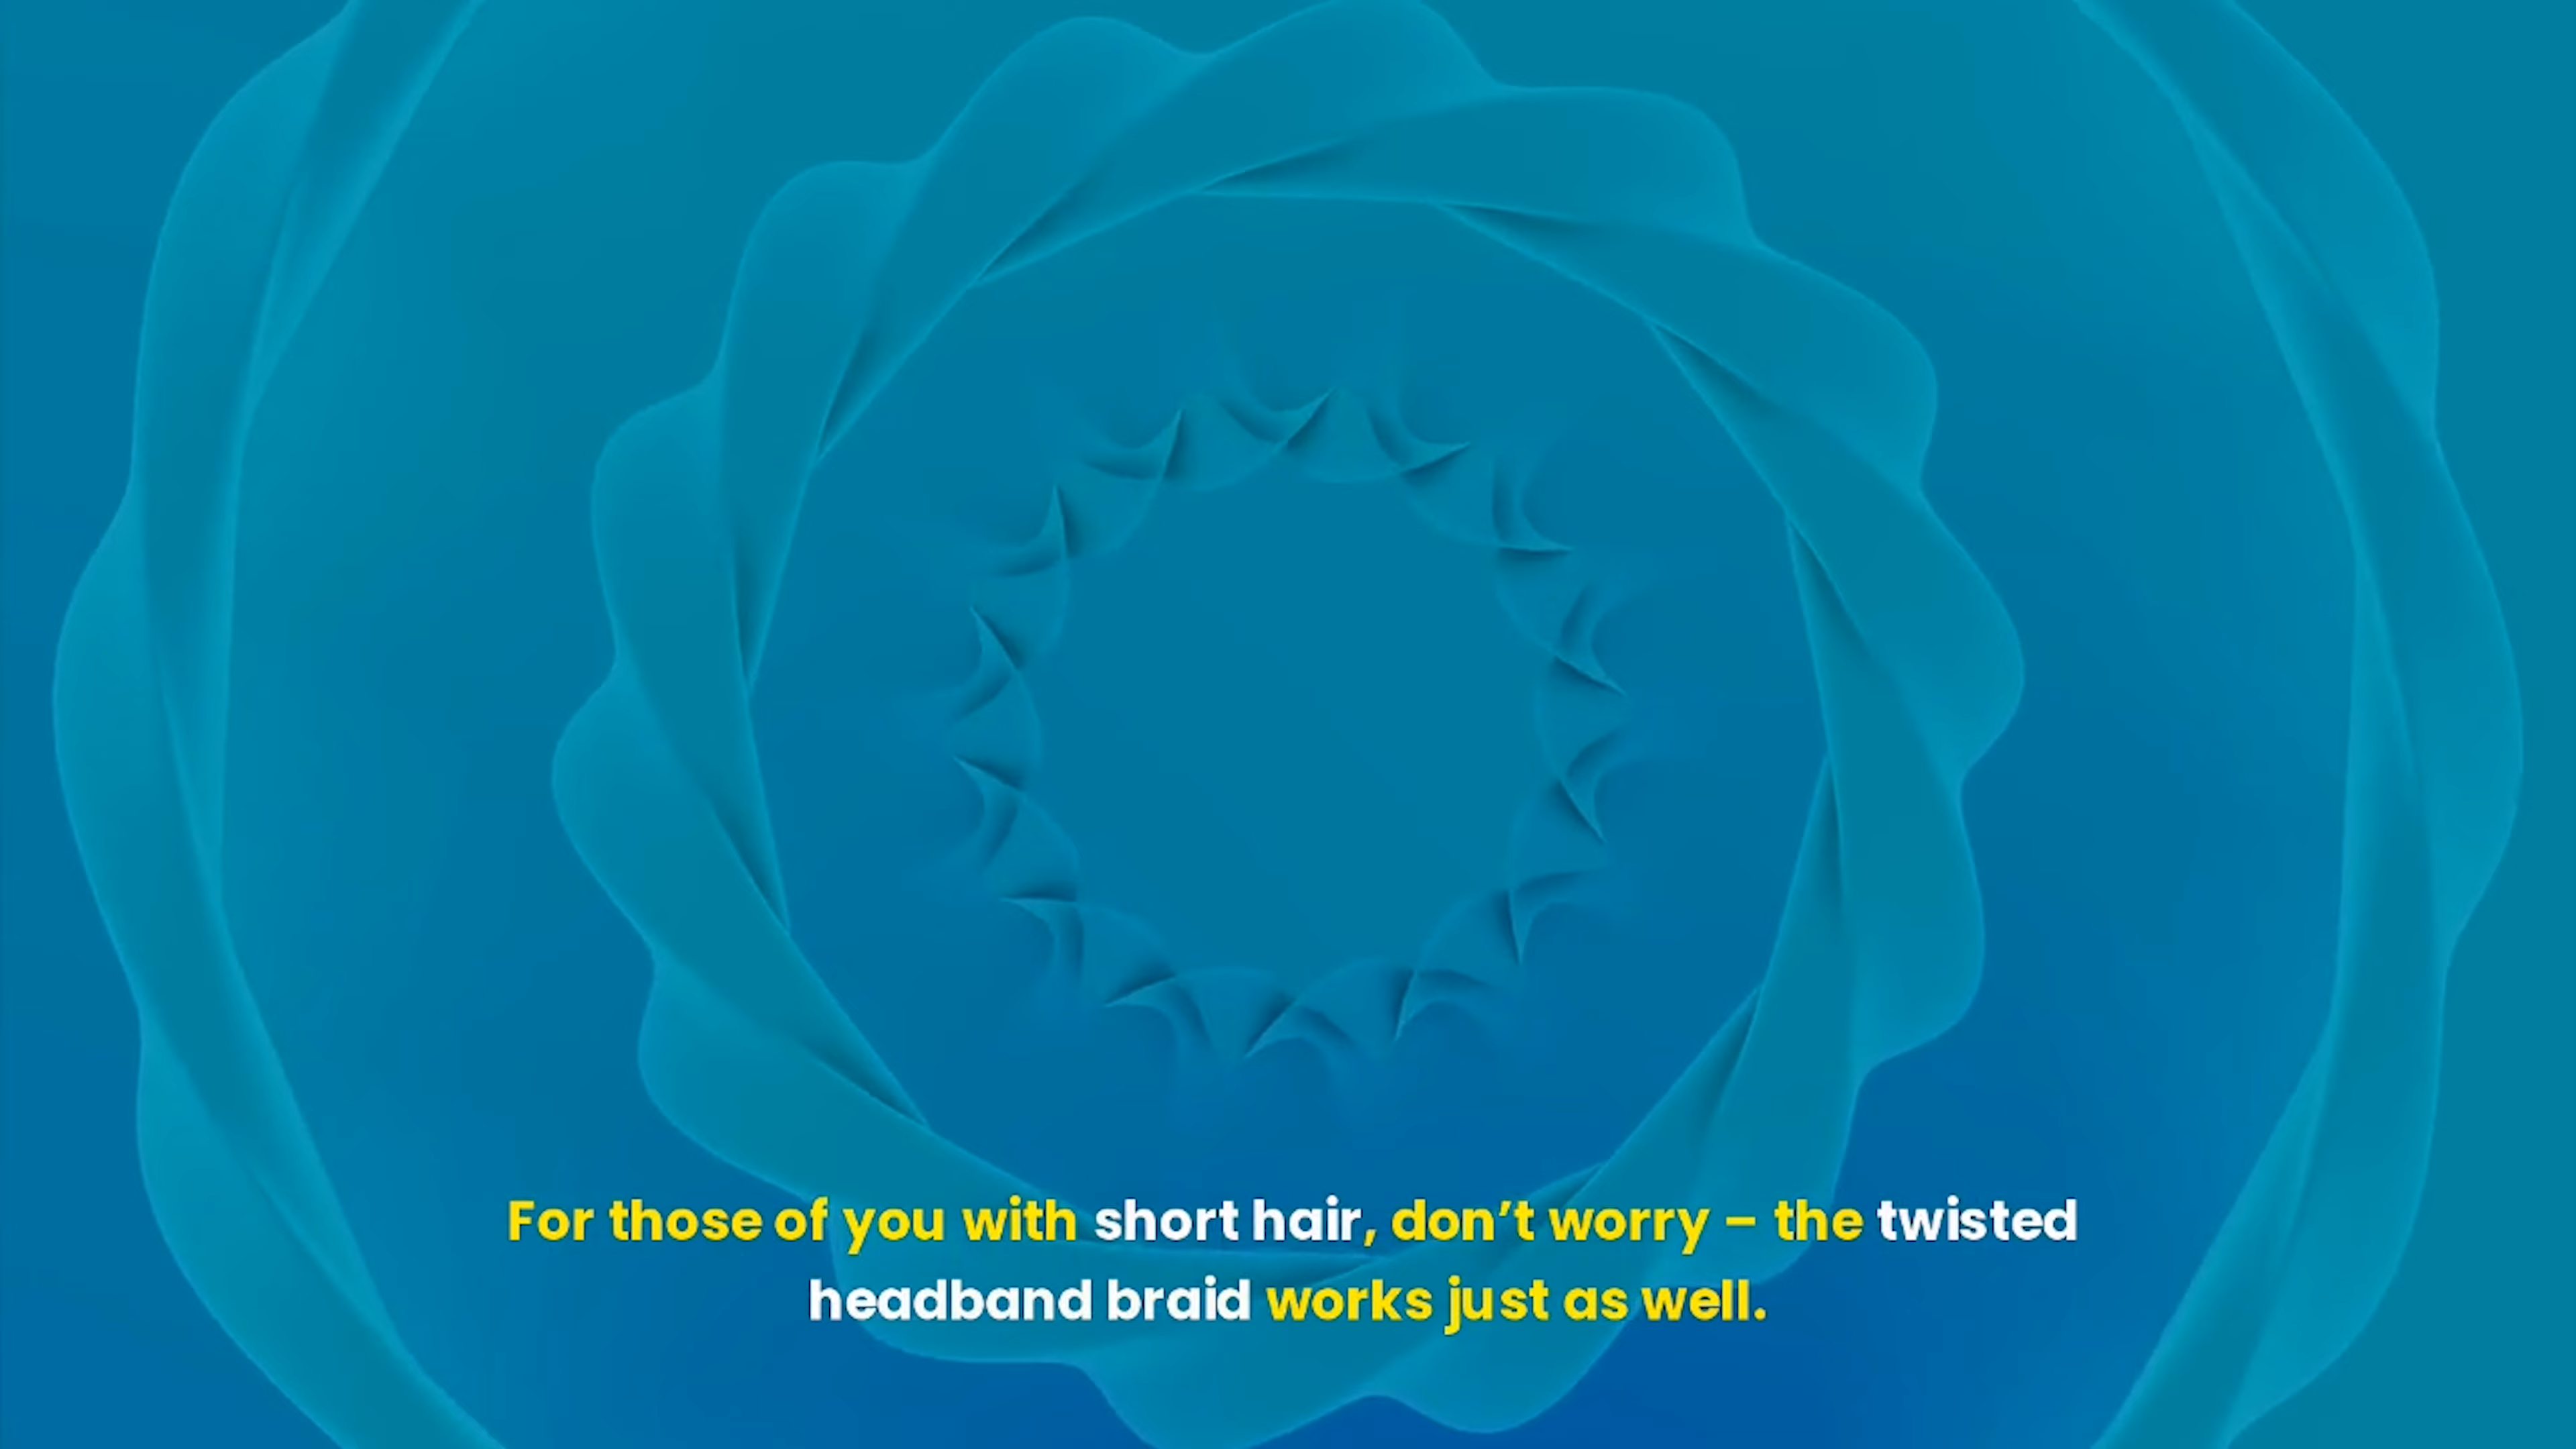 For those of you with short hair, don’t worry – the twisted
headband braid works just as well.